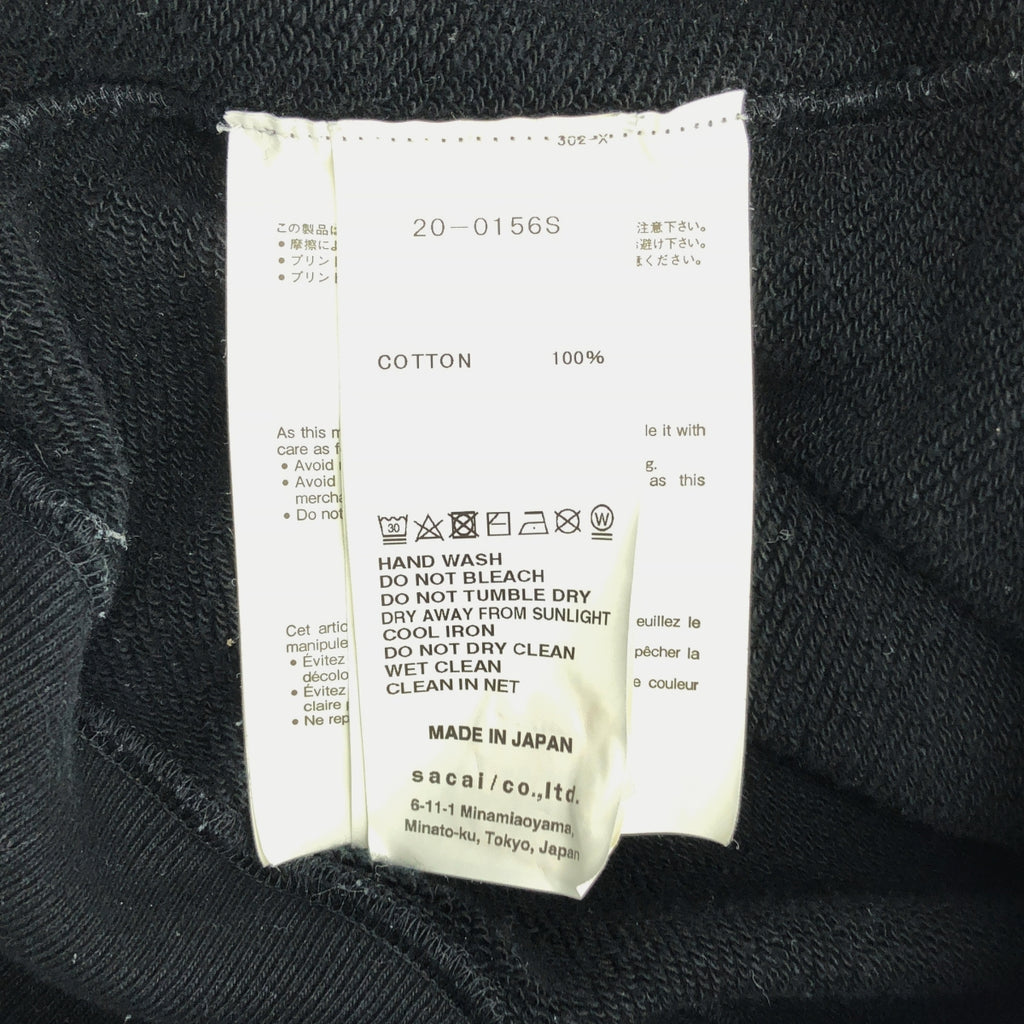 302-X
20-0156S
COTTON 100%
30
W
HAND WASH
DO NOT BLEACH
DO NOT TUMBLE DRY
DRY AWAY FROM SUNLIGHT
COOL IRON
DO NOT DRY CLEAN
WET CLEAN
CLEAN IN NET
MADE IN JAPAN
sacai/co.,ltd.
6-11-1 Minamiaoyama,
Minato-ku, Tokyo, Japan
この製品 注意下さい。
• 摩擦に 避け下さい。
• プリン ください。
• プリン
As this le it with
care as
• Avoid g.
• Avoid as this
mercha
• Do not
Cet artic euillez le
manipule
• Évitez pêcher la
décolo
• Évitez e couleur
claire
• Ne rep